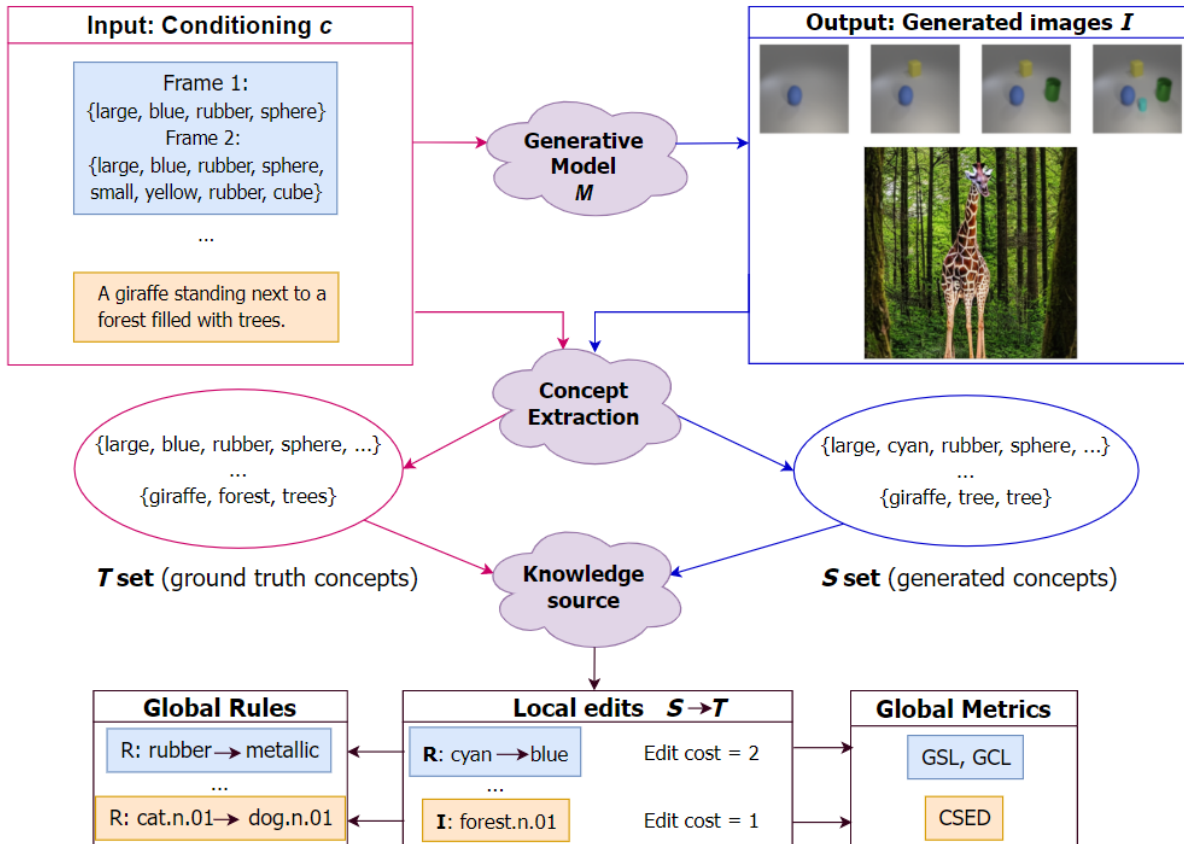 Input: Conditioning c
Frame 1:
{large, blue, rubber, sphere}
Frame 2:
{large, blue, rubber, sphere,
small, yellow, rubber, cube}
...
A giraffe standing next to a
forest filled with trees.
Generative
Model
M
Output: Generated images I
Concept
Extraction
{large, blue, rubber, sphere, ...}
...
{giraffe, forest, trees}
T set (ground truth concepts)
{large, cyan, rubber, sphere, ...}
...
{giraffe, tree, tree}
S set (generated concepts)
Knowledge
source
Global Rules
R: rubber→metallic
...
R: cat.n.01→ dog.n.01
Local edits S→T
R: cyan→blue Edit cost = 2
...
I: forest.n.01 Edit cost = 1
Global Metrics
GSL, GCL
CSED